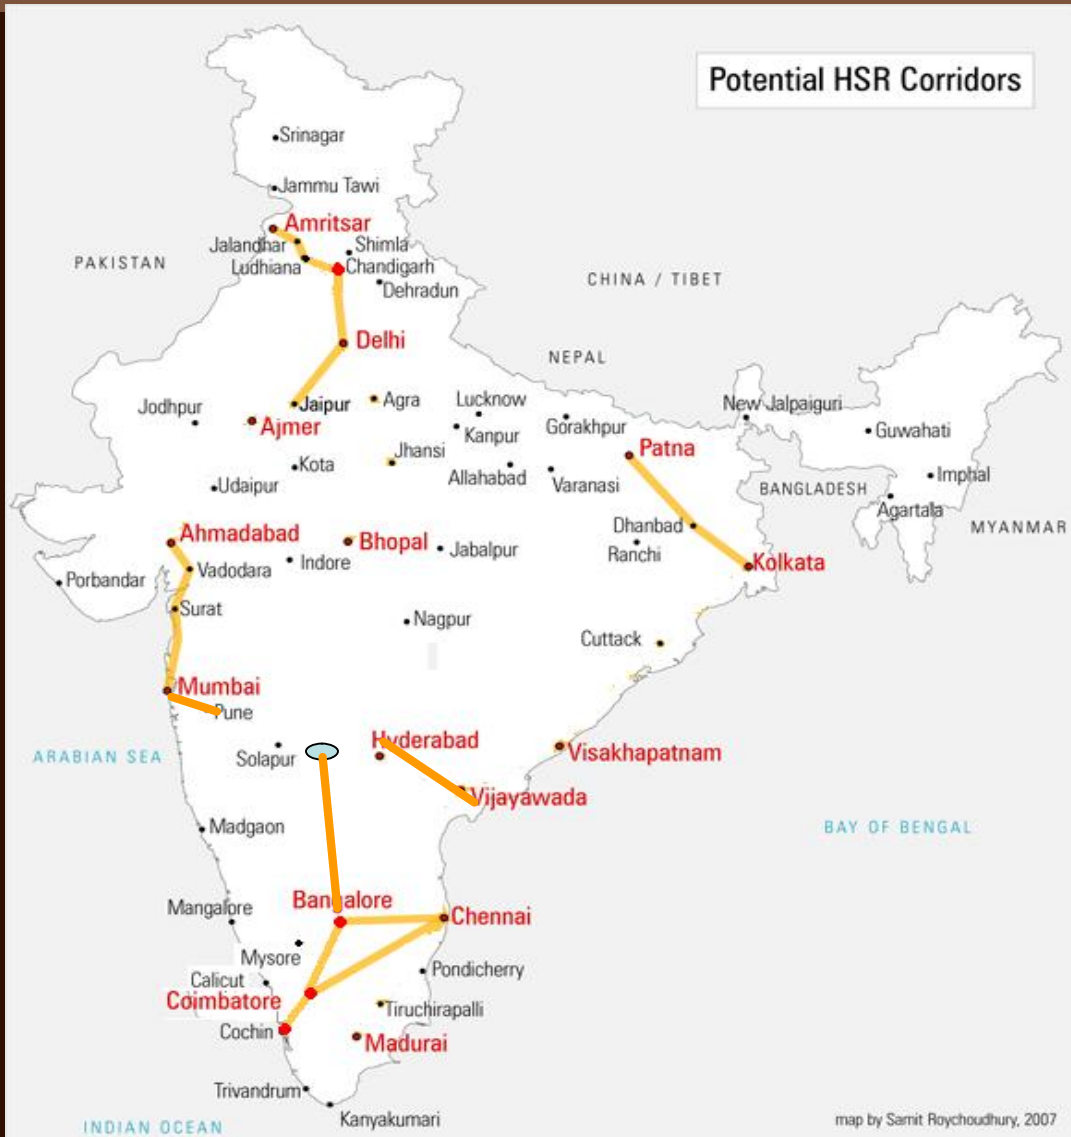 Potential HSR Corridors
Srinagar
Jammu Tawi
Amritsar
Jalandhar
Shimla
Ludhiana
Chandigarh
PAKISTAN
CHINA / TIBET
Dehradun
Delhi
NEPAL
Jodhpur
Jaipur
Agra
Lucknow
New Jalpaiguri
Ajmer
Kanpur
Gorakhpur
Guwahati
Jhansi
Patna
Kota
Allahabad
Varanasi
Imphal
Udaipur
BANGLADESH
Agartala
Dhanbad
MYANMAR
Ahmadabad
Bhopal
Jabalpur
Ranchi
Indore
Kolkata
Porbandar
Vadodara
Surat
Nagpur
Cuttack
Mumbai
Pune
Hyderabad
ARABIAN SEA
Solapur
Visakhapatnam
Vijayawada
Madgaon
BAY OF BENGAL
Bangalore
Mangalore
Chennai
Mysore
Pondicherry
Calicut
Coimbatore
Tiruchirapalli
Cochin
Madurai
Trivandrum
Kanyakumari
INDIAN OCEAN
map by Samit Roychoudhury, 2007